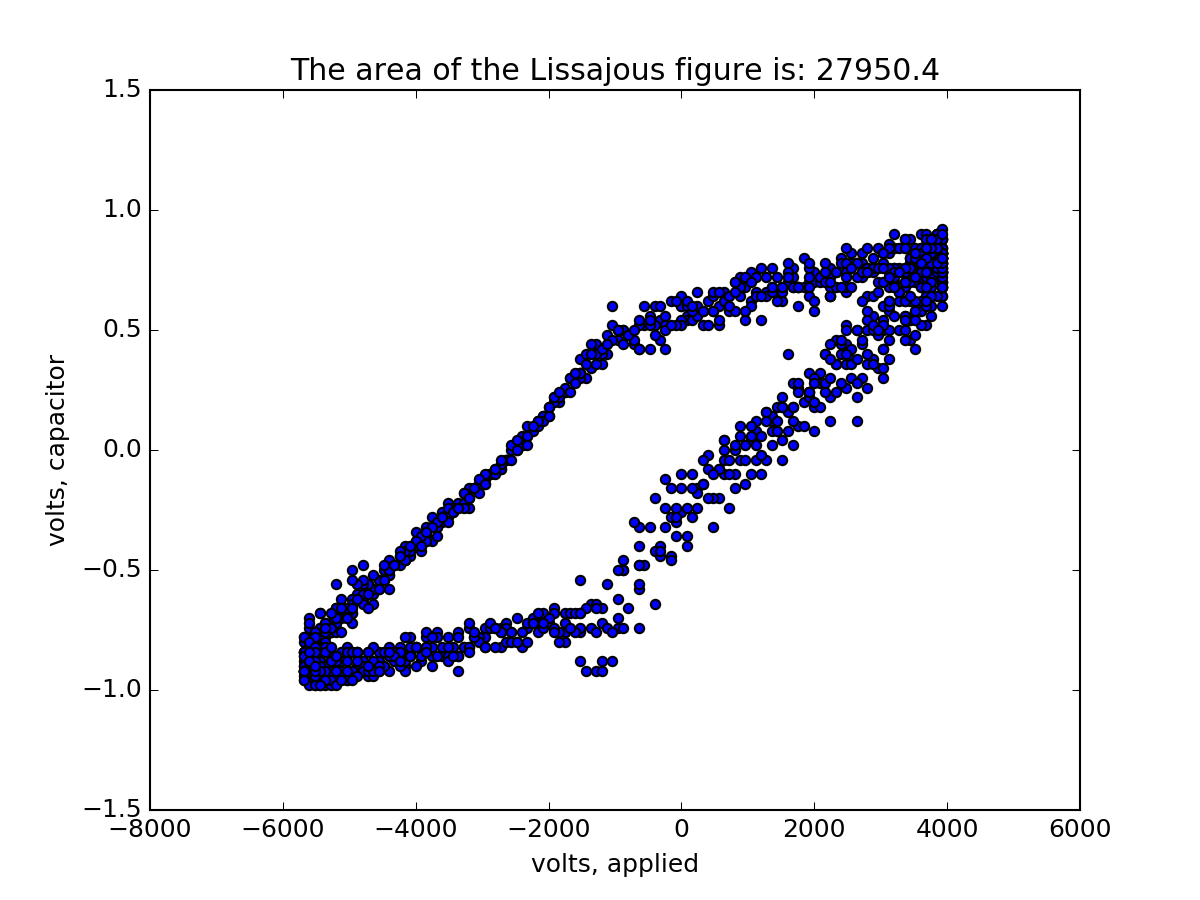 The area of the Lissajous figure is: 27950.4
1.5
1.0
0.5
0.0
−0.5
−1.0
−1.5
volts, capacitor
−8000 −6000 −4000 −2000 0 2000 4000 6000
volts, applied